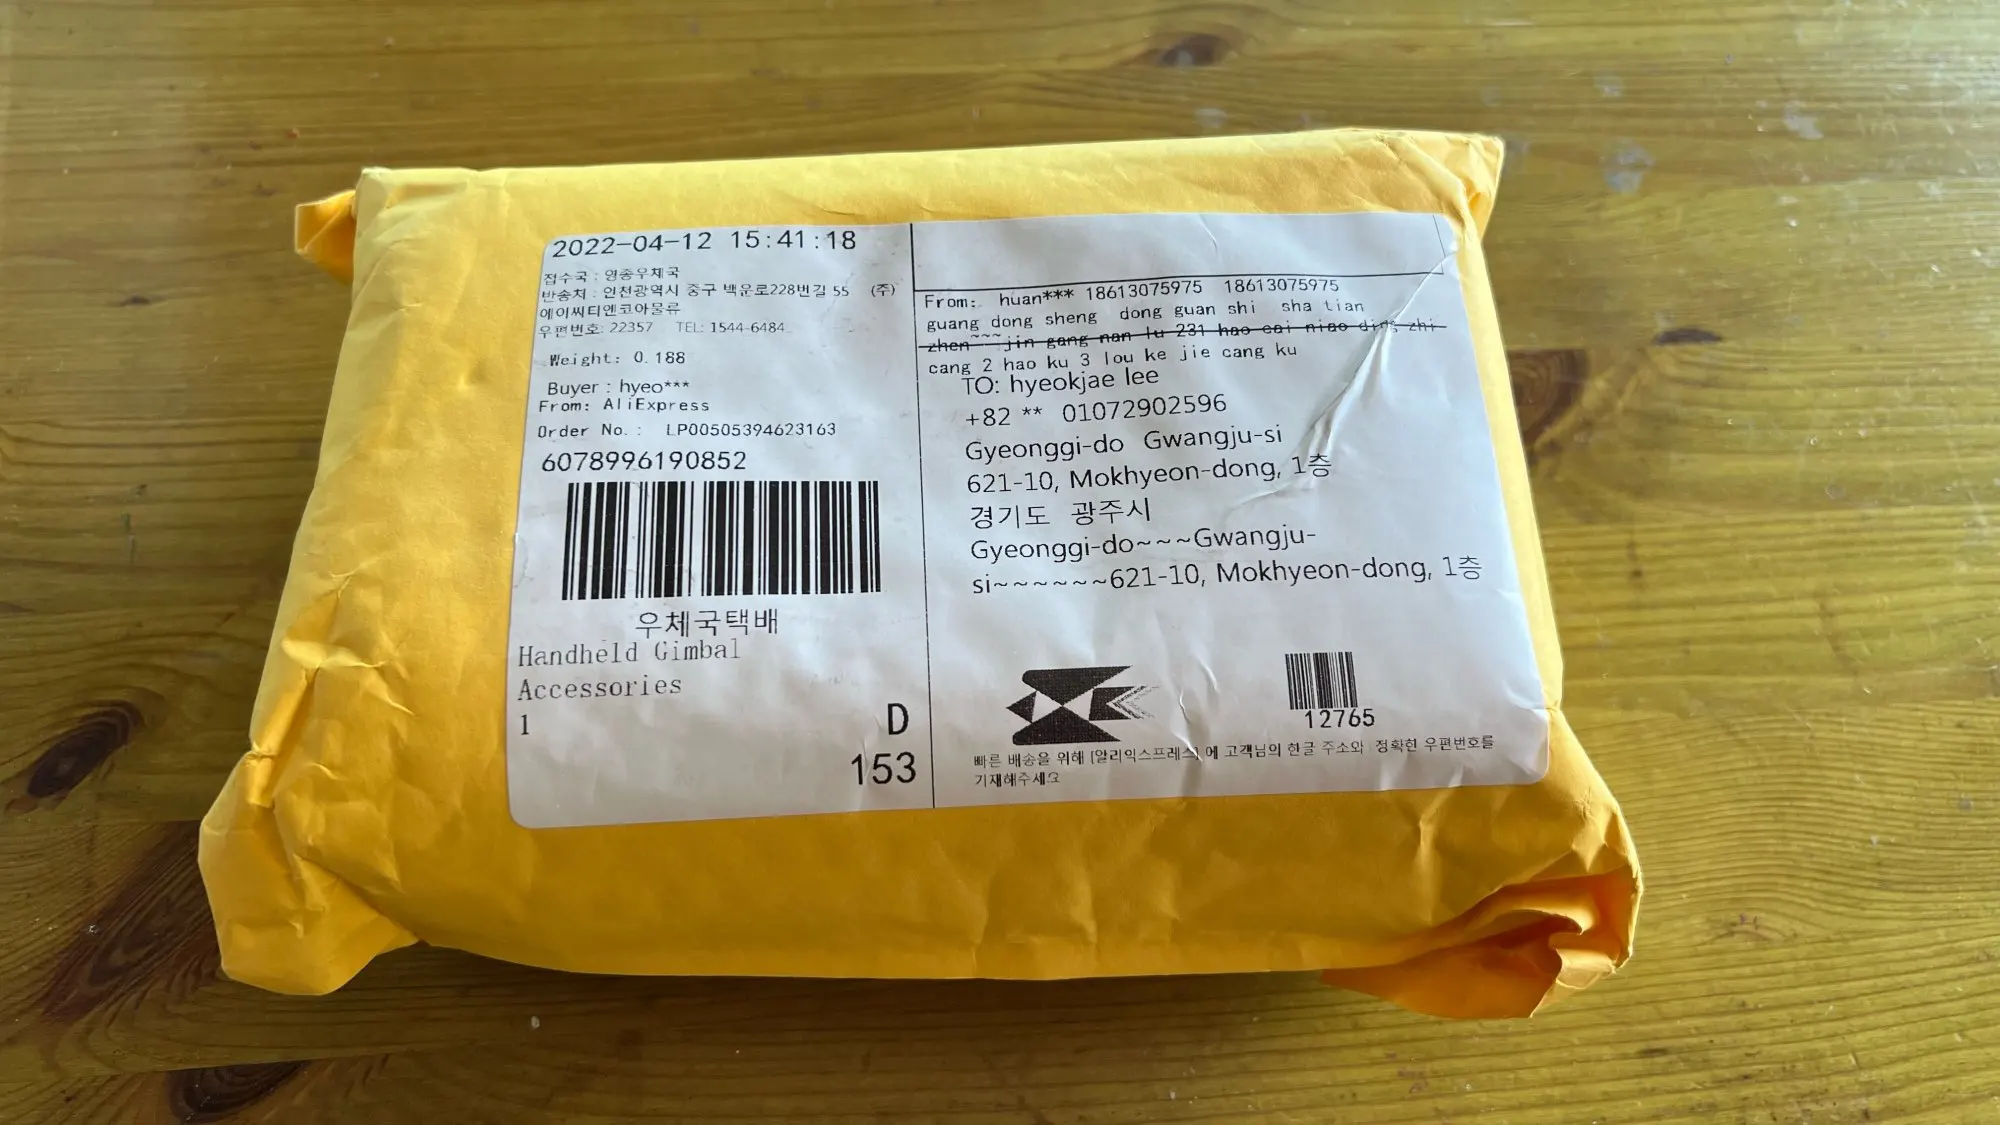 2022-04-12 15:41:18
접수국 : 영종우체국
반송처 : 인천광역시 중구 백운로228번길 55 (주)
에이씨티엔코아물류
우편번호: 22357 TEL: 1544-6484
Weight: 0.188
Buyer : hyeo***
From: AliExpress
Order No. : LP00505394623163
6078996190852
우체국택배
Handheld Gimbal
Accessories
1
D
153
From: huan*** 18613075975 18613075975
guang dong sheng dong guan shi sha tian
zhen~~~jin gang nan lu 231 hao cai niao ding zhi
cang 2 hao ku 3 lou ke jie cang ku
TO: hyeokjae lee
+82 ** 01072902596
Gyeonggi-do Gwangju-si
621-10, Mokhyeon-dong, 1층
경기도 광주시
Gyeonggi-do~~~Gwangju-
si~~~~~~621-10, Mokhyeon-dong, 1층
12765
빠른 배송을 위해 [알리익스프레스] 에 고객님의 한글 주소와 정확한 우편번호를
기재해주세요